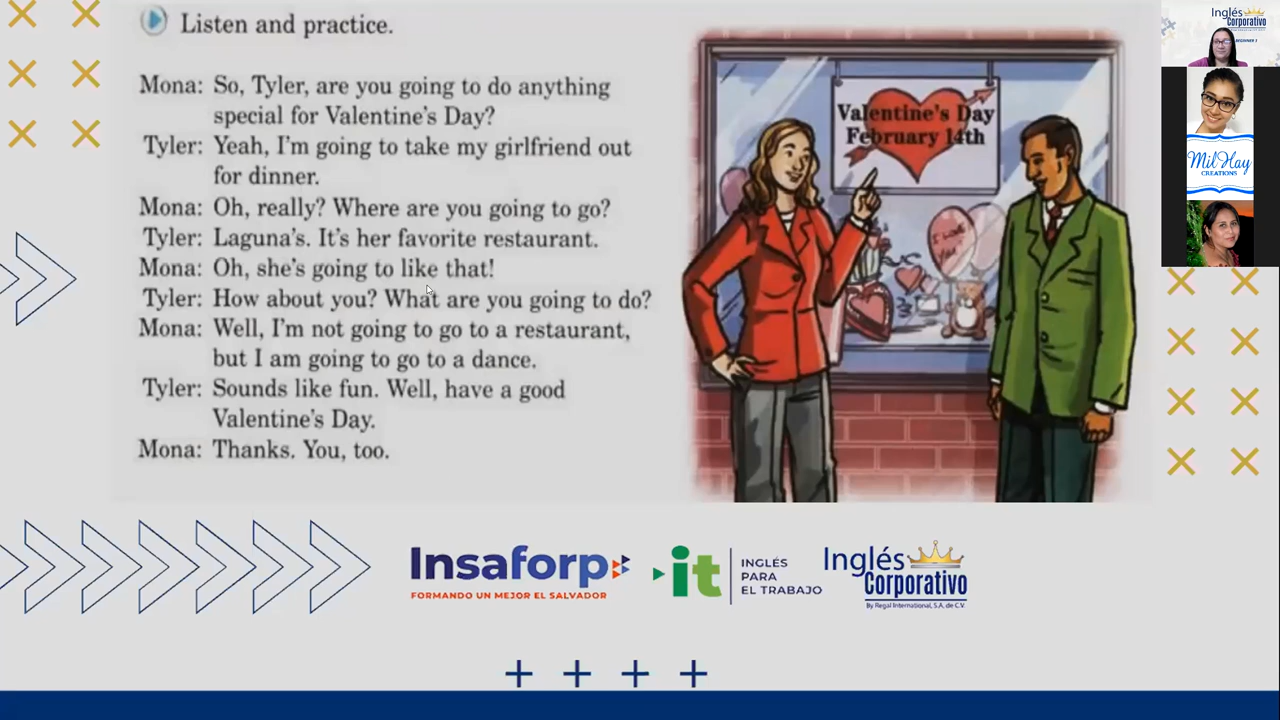 Listen and practice.
Mona: So, Tyler, are you going to do anything
special for Valentine's Day?
Tyler: Yeah, I'm going to take my girlfriend out
for dinner.
Mona: Oh, really? Where are you going to go?
Tyler: Laguna's. It's her favorite restaurant.
Mona: Oh, she's going to like that!
Tyler: How about you? What are you going to do?
Mona: Well, I'm not going to go to a restaurant,
but I am going to go to a dance.
Tyler: Sounds like fun. Well, have a good
Valentine's Day.
Mona: Thanks. You, too.
Valentine's Day
February 14th
Inglés
Corporativo
MilHay
CREATIONS
Insaforp
FORMANDO UN MEJOR EL SALVADOR
it
INGLÉS
PARA
EL TRABAJO
Inglés
Corporativo
By Regal International, S.A. de C.V.